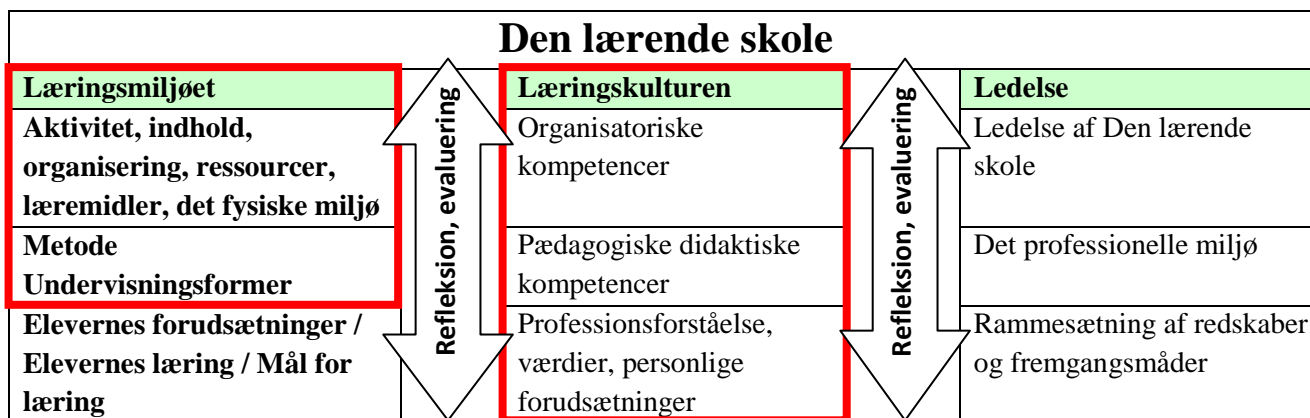 Den lærende skole
Læringsmiljøet
Aktivitet, indhold,
organisering, ressourcer,
læremidler, det fysiske miljø
Metode
Undervisningsformer
Elevernes forudsætninger /
Elevernes læring / Mål for
læring
Refleksion, evaluering
Læringskulturen
Organisatoriske
kompetencer
Pædagogiske didaktiske
kompetencer
Professionsforståelse,
værdier, personlige
forudsætninger
Refleksion, evaluering
Ledelse
Ledelse af Den lærende
skole
Det professionelle miljø
Rammesætning af redskaber
og fremgangsmåder